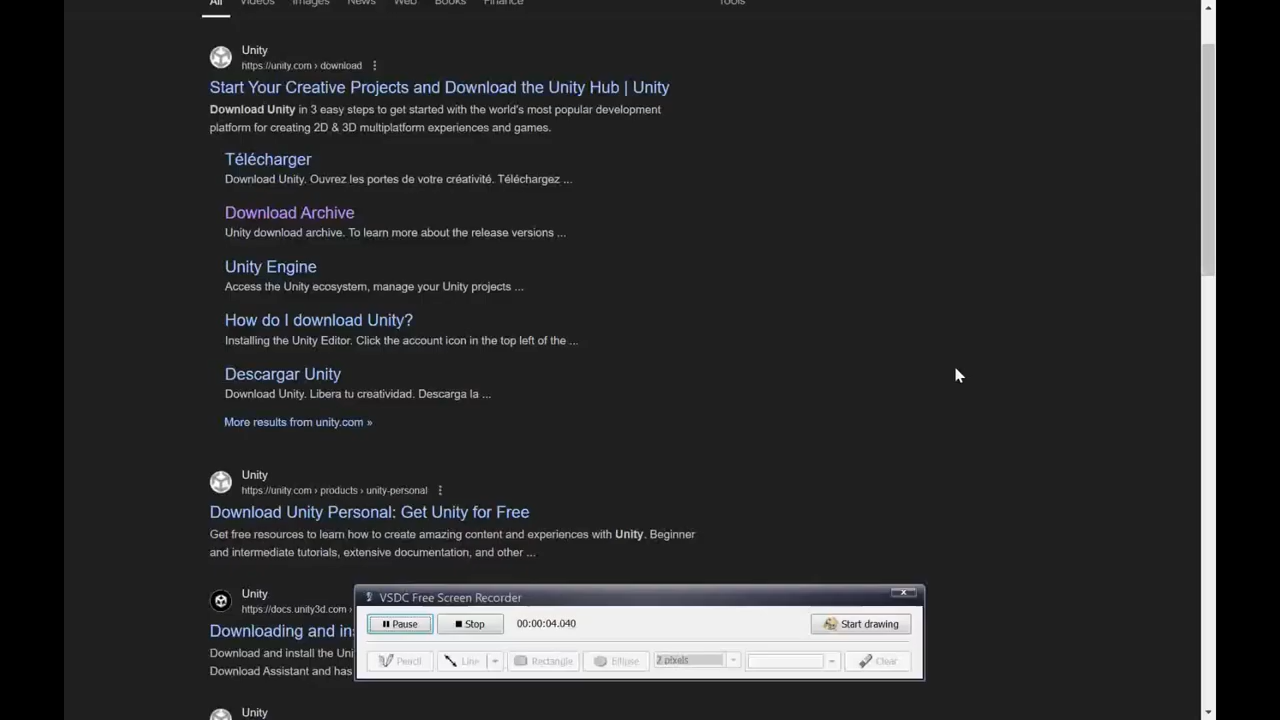 All Videos Images News Web Books Finance Tools
Unity
https://unity.com › download
Start Your Creative Projects and Download the Unity Hub | Unity
Download Unity in 3 easy steps to get started with the world's most popular development
platform for creating 2D & 3D multiplatform experiences and games.
Télécharger
Download Unity. Ouvrez les portes de votre créativité. Téléchargez ...
Download Archive
Unity download archive. To learn more about the release versions ...
Unity Engine
Access the Unity ecosystem, manage your Unity projects ...
How do I download Unity?
Installing the Unity Editor. Click the account icon in the top left of the ...
Descargar Unity
Download Unity. Libera tu creatividad. Descarga la ...
More results from unity.com »
Unity
https://unity.com › products › unity-personal
Download Unity Personal: Get Unity for Free
Get free resources to learn how to create amazing content and experiences with Unity. Beginner
and intermediate tutorials, extensive documentation, and other ...
Unity
https://docs.unity3d.com ›
Downloading and ins
Download and install the Uni
Download Assistant and has
VSDC Free Screen Recorder
Pause Stop 00:00:04.040 Start drawing
Pencil Line Rectangle Ellipse 2 pixels Clear
Unity